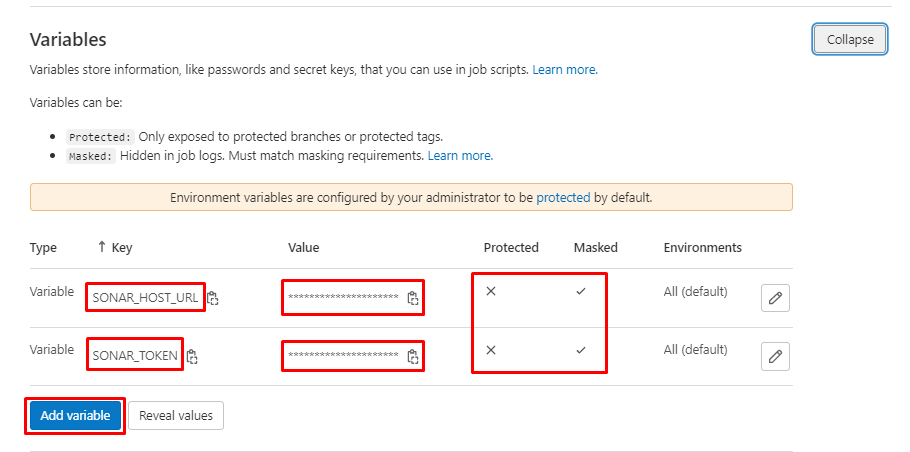 Variables
Collapse
Variables store information, like passwords and secret keys, that you can use in job scripts. Learn more.
Variables can be:
Protected: Only exposed to protected branches or protected tags.
Masked: Hidden in job logs. Must match masking requirements. Learn more.
Environment variables are configured by your administrator to be protected by default.
Type ↑ Key Value Protected Masked Environments
Variable SONAR_HOST_URL ********************* All (default)
Variable SONAR_TOKEN ********************* All (default)
Add variable Reveal values